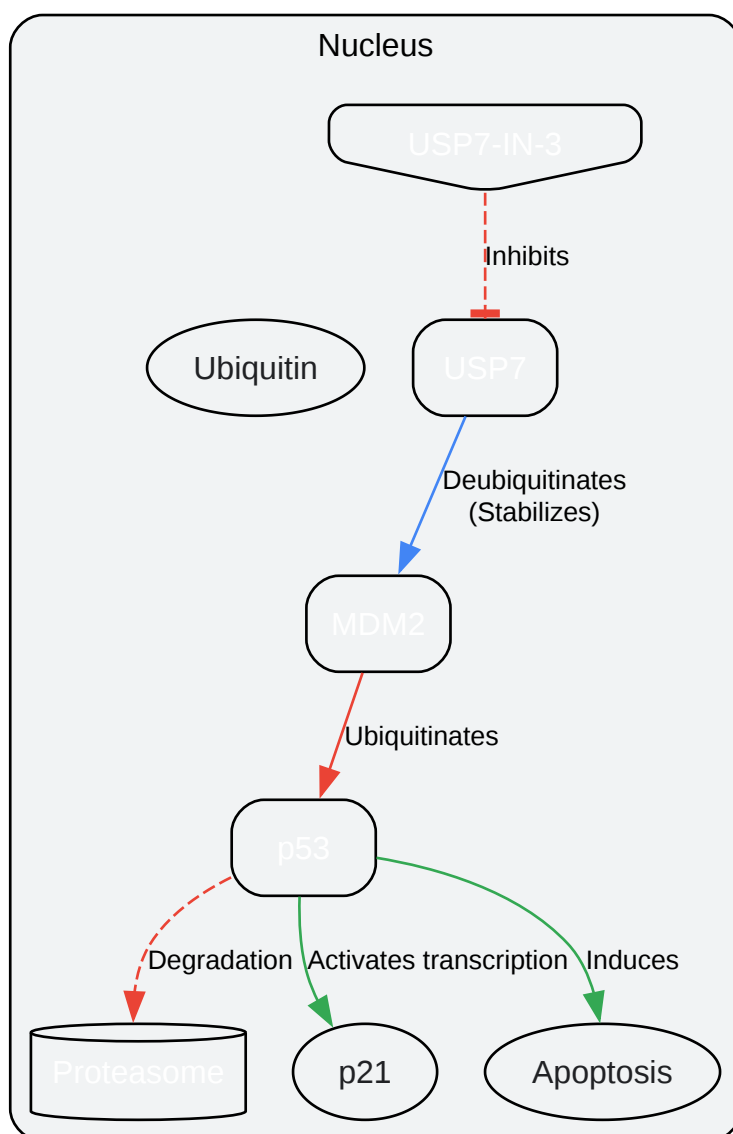 Nucleus
USP7-IN-3
Inhibits
Ubiquitin
USP7
Deubiquitinates
(Stabilizes)
MDM2
Ubiquitinates
p53
Degradation
Activates transcription
Induces
Proteasome
p21
Apoptosis